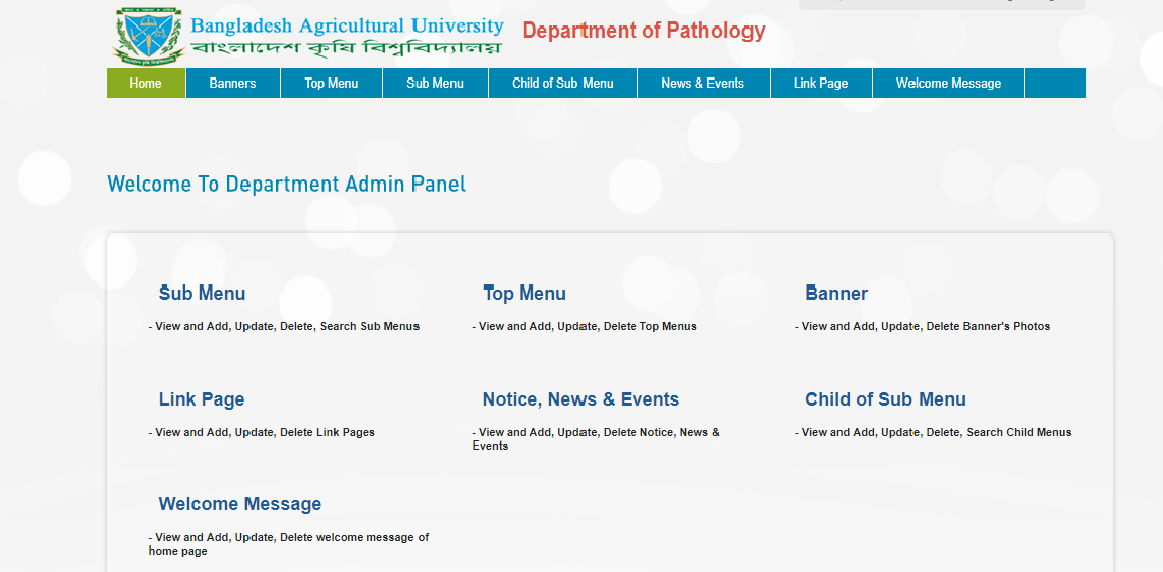 Bangladesh Agricultural University
বাংলাদেশ কৃষি বিশ্ববিদ্যালয়
Department of Pathology
Home Banners Top Menu Sub Menu Child of Sub Menu News & Events Link Page Welcome Message
Welcome To Department Admin Panel
Sub Menu Top Menu Banner
- View and Add, Update, Delete, Search Sub Menus - View and Add, Update, Delete Top Menus - View and Add, Update, Delete Banner's Photos
Link Page Notice, News & Events Child of Sub Menu
- View and Add, Update, Delete Link Pages - View and Add, Update, Delete Notice, News & - View and Add, Update, Delete, Search Child Menus
Events
Welcome Message
- View and Add, Update, Delete welcome message of
home page